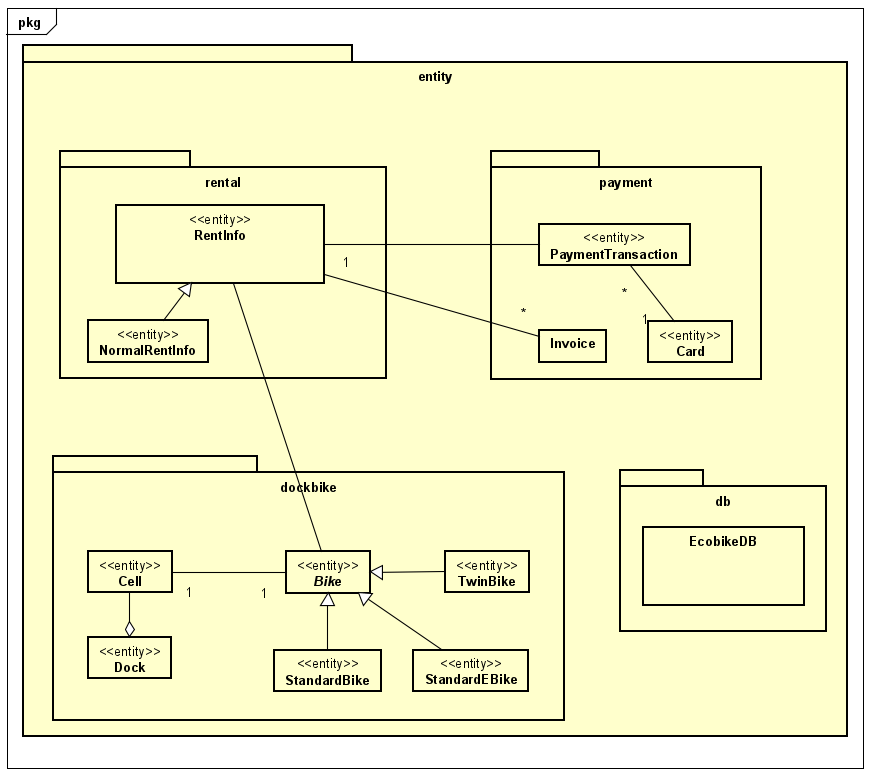 pkg
entity
rental
payment
<<entity>>
RentInfo
<<entity>>
PaymentTransaction
1
*
*
1
<<entity>>
NormalRentInfo
Invoice
<<entity>>
Card
dockbike
db
EcobikeDB
<<entity>>
Cell
1
1
<<entity>>
Bike
<<entity>>
TwinBike
<<entity>>
Dock
<<entity>>
StandardBike
<<entity>>
StandardEBike